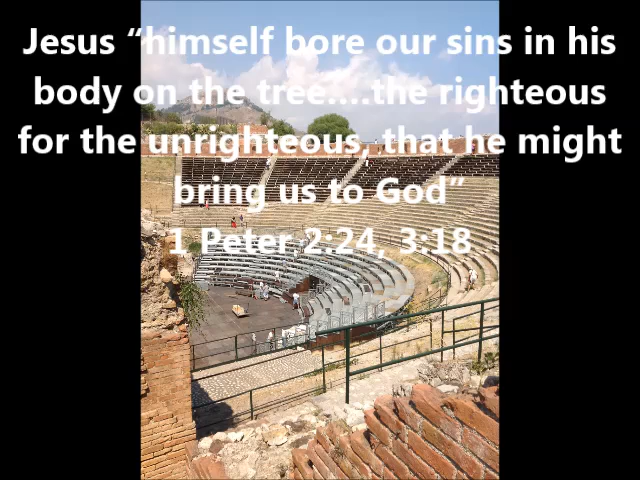 Jesus “himself bore our sins in his
body on the tree....the righteous
for the unrighteous, that he might
bring us to God”
1 Peter 2:24, 3:18